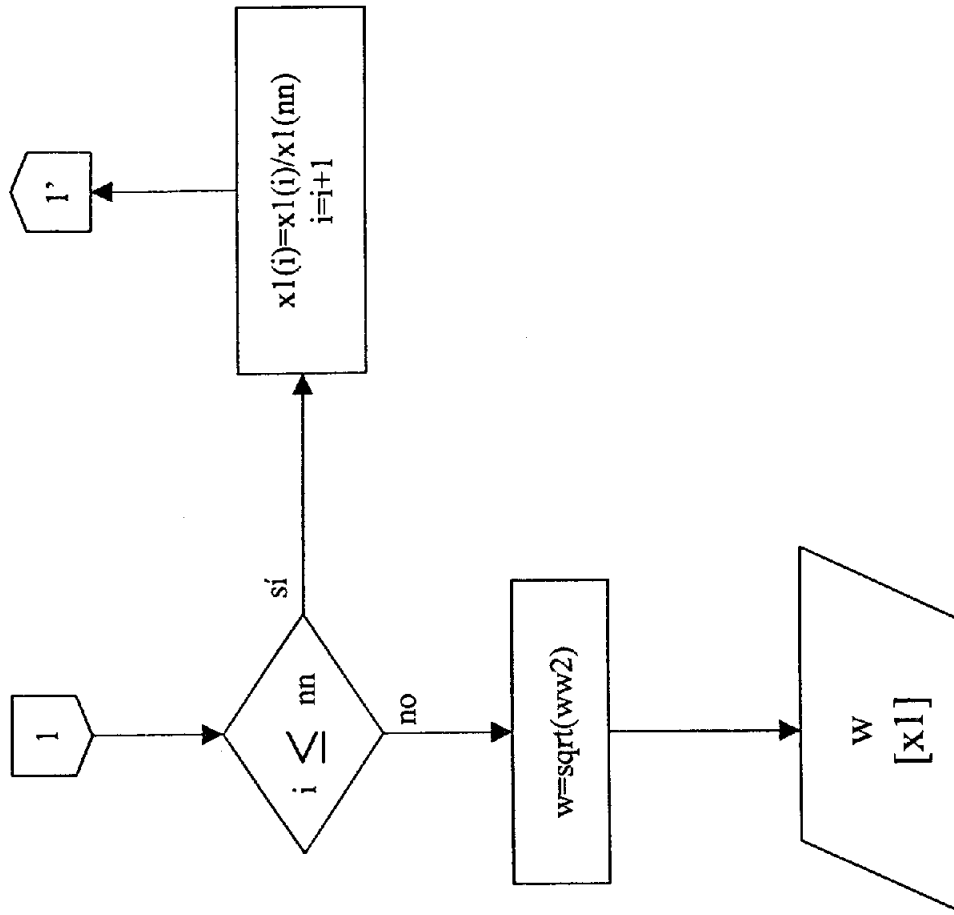 1
1’
i ≤ nn
sí
x1(i)=x1(i)/x1(nn)
i=i+1
no
w=sqrt(ww2)
w
[x1]